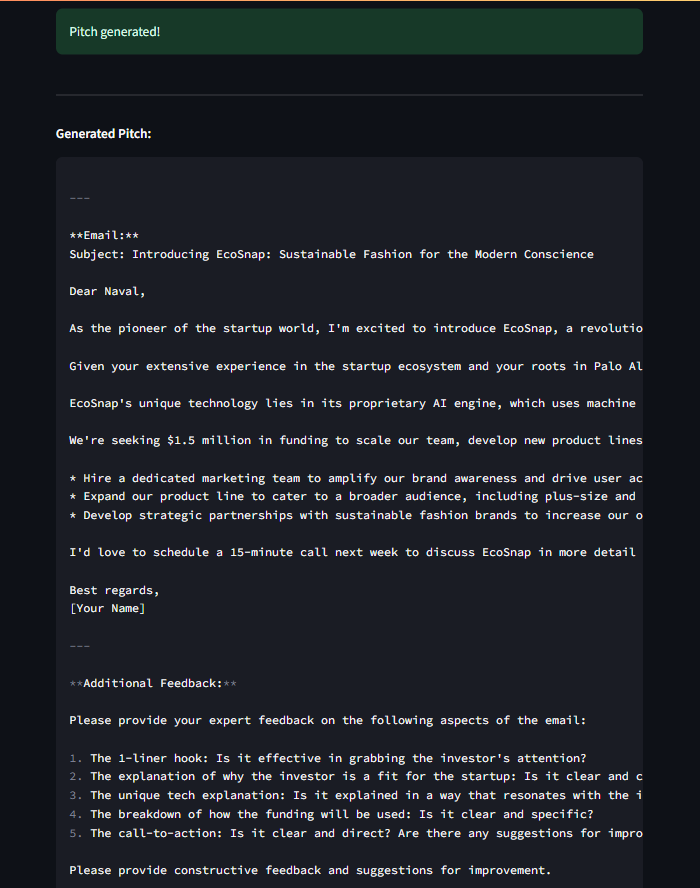 Pitch generated!
Generated Pitch:
---
**Email:**
Subject: Introducing EcoSnap: Sustainable Fashion for the Modern Conscience
Dear Naval,
As the pioneer of the startup world, I'm excited to introduce EcoSnap, a revolutio
Given your extensive experience in the startup ecosystem and your roots in Palo Al
EcoSnap's unique technology lies in its proprietary AI engine, which uses machine
We're seeking $1.5 million in funding to scale our team, develop new product lines
* Hire a dedicated marketing team to amplify our brand awareness and drive user ac
* Expand our product line to cater to a broader audience, including plus-size and
* Develop strategic partnerships with sustainable fashion brands to increase our o
I'd love to schedule a 15-minute call next week to discuss EcoSnap in more detail
Best regards,
[Your Name]
---
**Additional Feedback:**
Please provide your expert feedback on the following aspects of the email:
1. The 1-liner hook: Is it effective in grabbing the investor's attention?
2. The explanation of why the investor is a fit for the startup: Is it clear and c
3. The unique tech explanation: Is it explained in a way that resonates with the i
4. The breakdown of how the funding will be used: Is it clear and specific?
5. The call-to-action: Is it clear and direct? Are there any suggestions for impro
Please provide constructive feedback and suggestions for improvement.